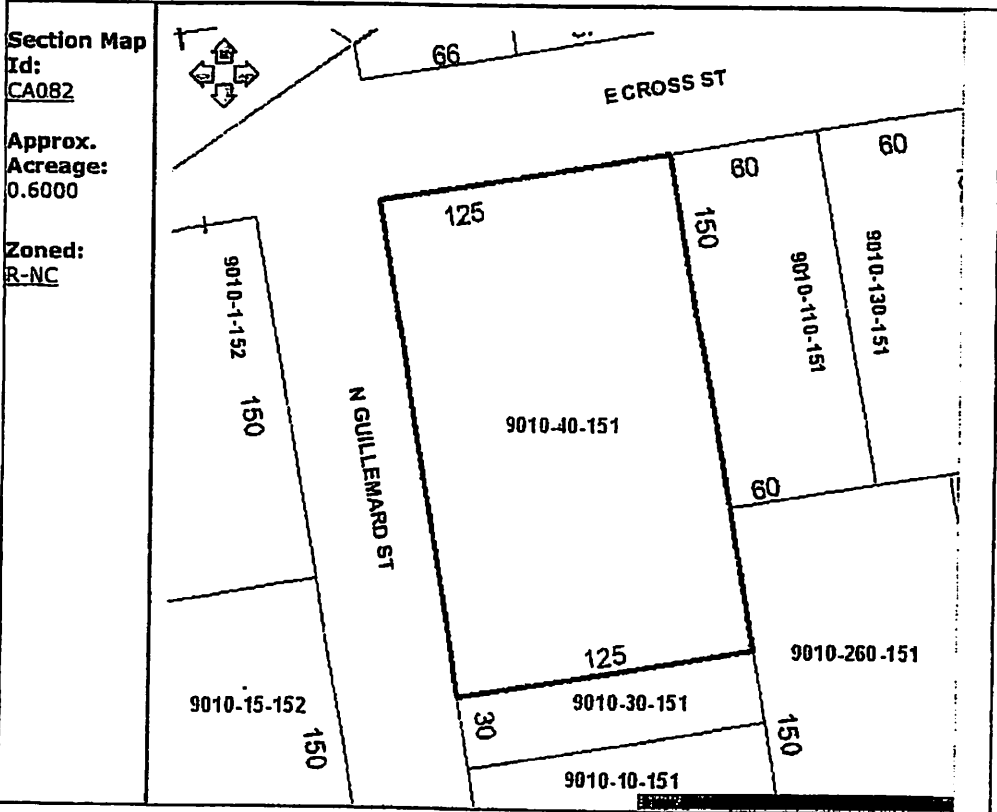 Section Map
Id:
CA082
Approx.
Acreage:
0.6000
Zoned:
R-NC
66
E CROSS ST
60
60
125
150
9010-1-152
150
9010-110-151
9010-130-151
N GUILLEMARD ST
9010-40-151
60
125
9010-260-151
9010-15-152
150
30
9010-30-151
150
9010-10-151